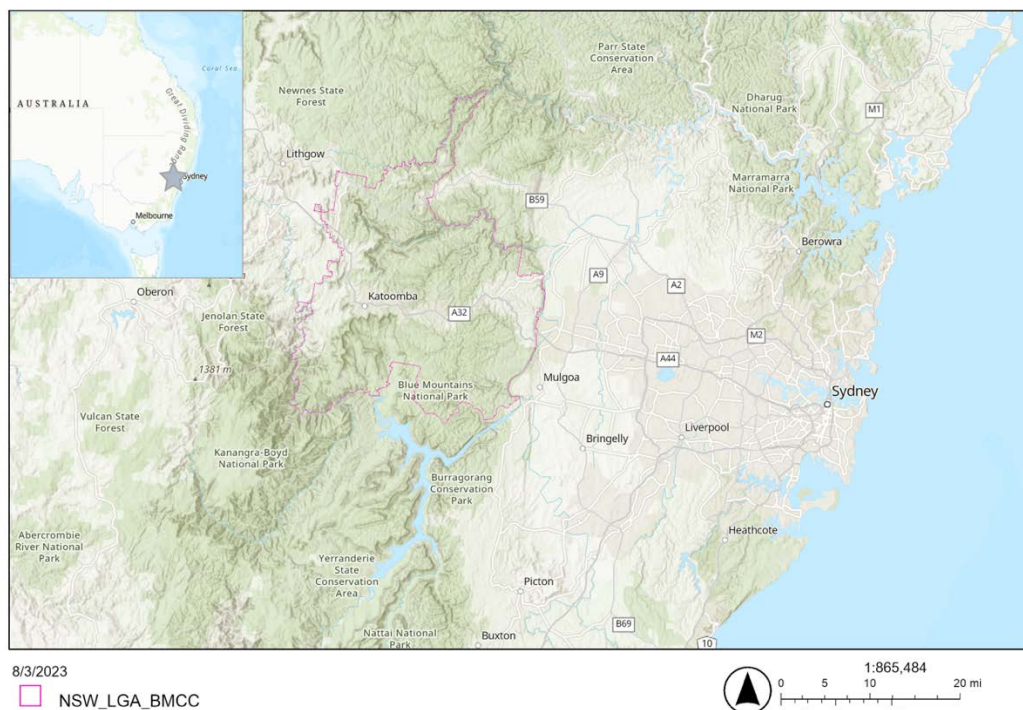 Coral Sea
AUSTRALIA
Great Dividing Range
Sydney
Melbourne
Parr State
Conservation
Area
Newnes State
Forest
Dharug
National Park
M1
Lithgow
Marramarra
National Park
B59
Berowra
A9
A2
Oberon
Katoomba
A32
Jenolan State
Forest
M2
A44
1381 m
Blue Mountains
National Park
Mulgoa
Sydney
Vulcan State
Forest
Liverpool
Bringelly
Kanangra-Boyd
National Park
Burragorang
Conservation
Park
Heathcote
Abercrombie
River National
Park
Yerranderie
State
Conservation
Area
Picton
B69
Nattai National
Park
Buxton
10
8/3/2023
NSW_LGA_BMCC
1:865,484
0 5 10 20 mi